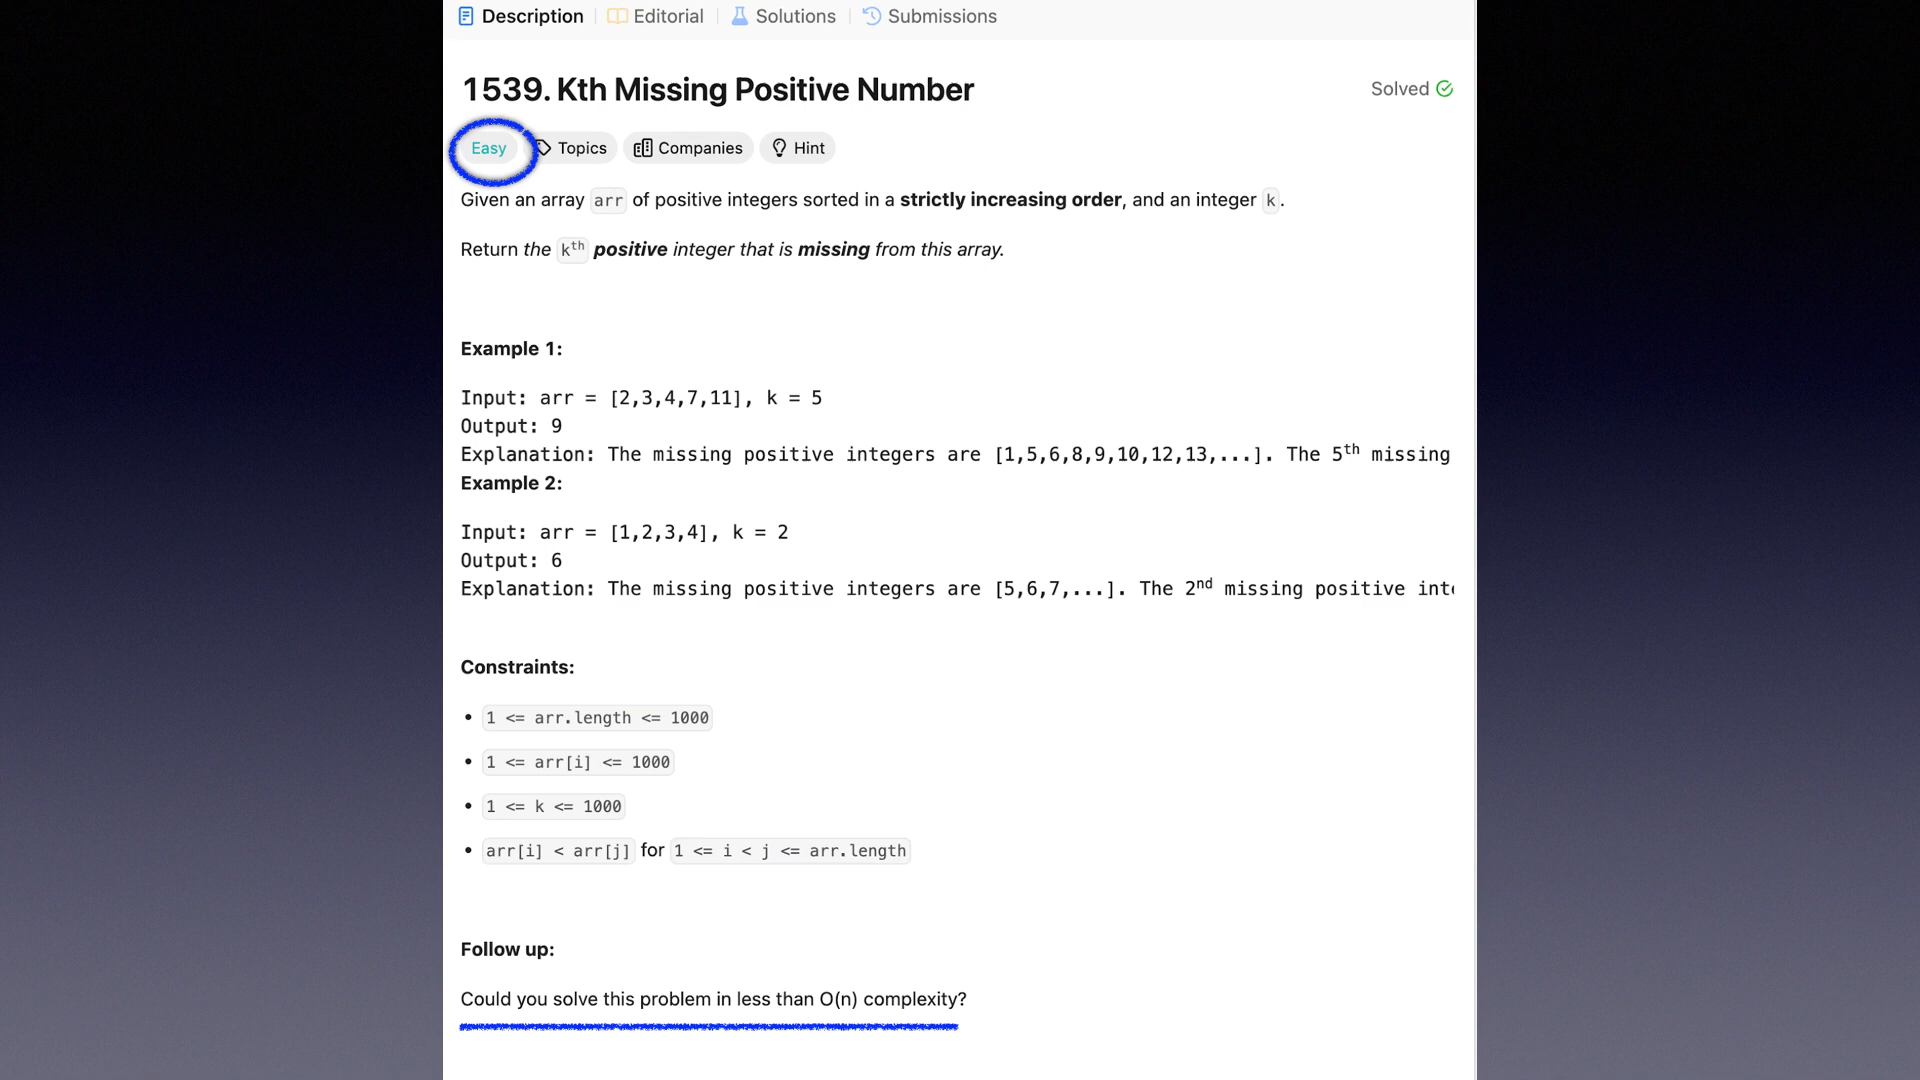 Description Editorial Solutions Submissions
1539. Kth Missing Positive Number
Solved
Easy Topics Companies Hint
Given an array arr of positive integers sorted in a strictly increasing order, and an integer k.
Return the kth positive integer that is missing from this array.
Example 1:
Input: arr = [2,3,4,7,11], k = 5
Output: 9
Explanation: The missing positive integers are [1,5,6,8,9,10,12,13,...]. The 5th missing
Example 2:
Input: arr = [1,2,3,4], k = 2
Output: 6
Explanation: The missing positive integers are [5,6,7,...]. The 2nd missing positive int
Constraints:
• 1 <= arr.length <= 1000
• 1 <= arr[i] <= 1000
• 1 <= k <= 1000
• arr[i] < arr[j] for 1 <= i < j <= arr.length
Follow up:
Could you solve this problem in less than O(n) complexity?